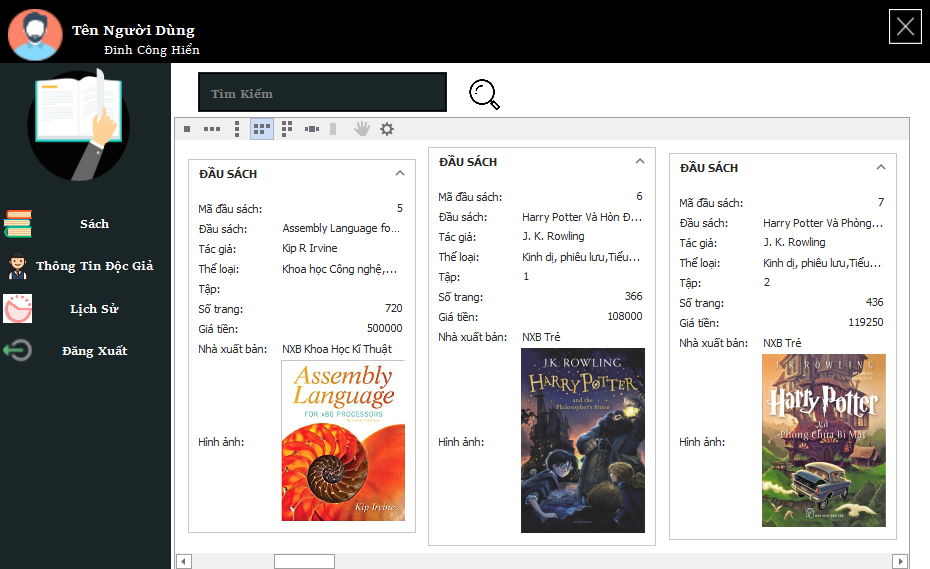 Tên Người Dùng
Đinh Công Hiển
Tìm Kiếm
Sách
Thông Tin Độc Giả
Lịch Sử
Đăng Xuất
ĐẦU SÁCH
Mã đầu sách: 5
Đầu sách: Assembly Language fo...
Tác giả: Kip R Irvine
Thể loại: Khoa học Công nghệ,...
Tập:
Số trang: 720
Giá tiền: 500000
Nhà xuất bản: NXB Khoa Học Kĩ Thuật
Hình ảnh:
Assembly
Language
FOR x86 PROCESSORS
Kip Irvine
ĐẦU SÁCH
Mã đầu sách: 6
Đầu sách: Harry Potter Và Hòn Đ...
Tác giả: J. K. Rowling
Thể loại: Kinh dị, phiêu lưu,Tiểu...
Tập: 1
Số trang: 366
Giá tiền: 108000
Nhà xuất bản: NXB Trẻ
Hình ảnh:
J.K. ROWLING
HARRY POTTER
and the
Philosopher's Stone
ĐẦU SÁCH
Mã đầu sách: 7
Đầu sách: Harry Potter Và Phòng...
Tác giả: J. K. Rowling
Thể loại: Kinh dị, phiêu lưu,Tiểu...
Tập: 2
Số trang: 436
Giá tiền: 119250
Nhà xuất bản: NXB Trẻ
Hình ảnh:
J.K. ROWLING
Harry Potter
và
Phòng Chứa Bí Mật